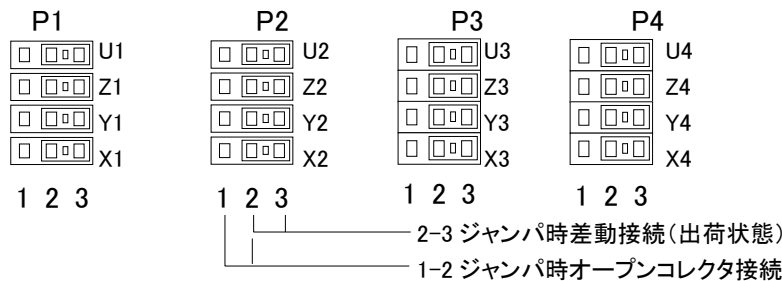 P1 P2 P3 P4
U1 U2 U3 U4
Z1 Z2 Z3 Z4
Y1 Y2 Y3 Y4
X1 X2 X3 X4
1 2 3 1 2 3 1 2 3 1 2 3
2-3 ジャンパ時差動接続(出荷状態)
1-2 ジャンパ時オープンコレクタ接続